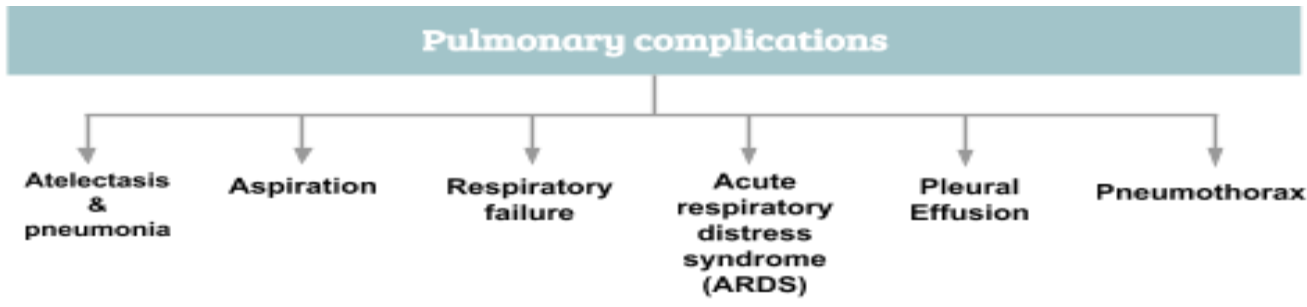 Pulmonary complications
Atelectasis
&
pneumonia
Aspiration
Respiratory
failure
Acute
respiratory
distress
syndrome
(ARDS)
Pleural
Effusion
Pneumothorax